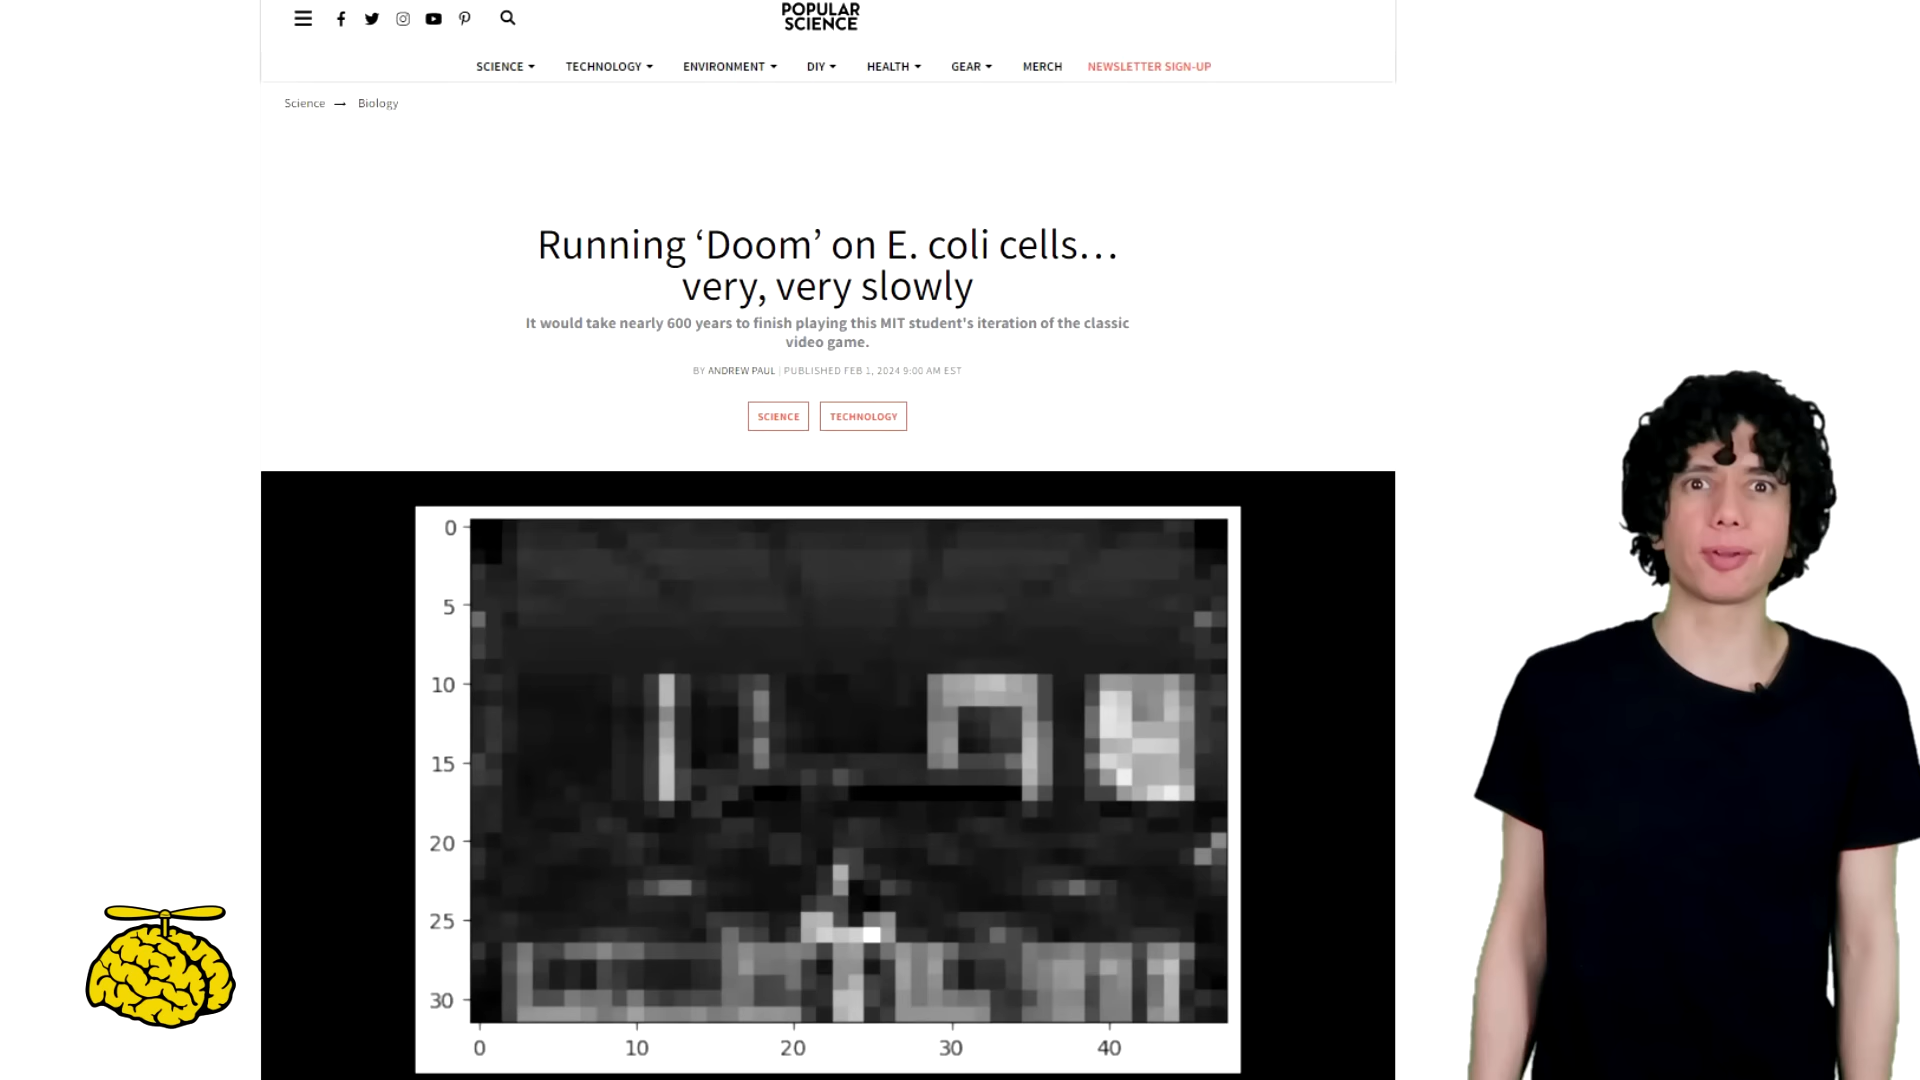 POPULAR
SCIENCE
SCIENCE TECHNOLOGY ENVIRONMENT DIY HEALTH GEAR MERCH NEWSLETTER SIGN-UP
Science → Biology
Running ‘Doom’ on E. coli cells…
very, very slowly
It would take nearly 600 years to finish playing this MIT student's iteration of the classic
video game.
BY ANDREW PAUL | PUBLISHED FEB 1, 2024 9:00 AM EST
SCIENCE TECHNOLOGY
0
5
10
15
20
25
30
0 10 20 30 40